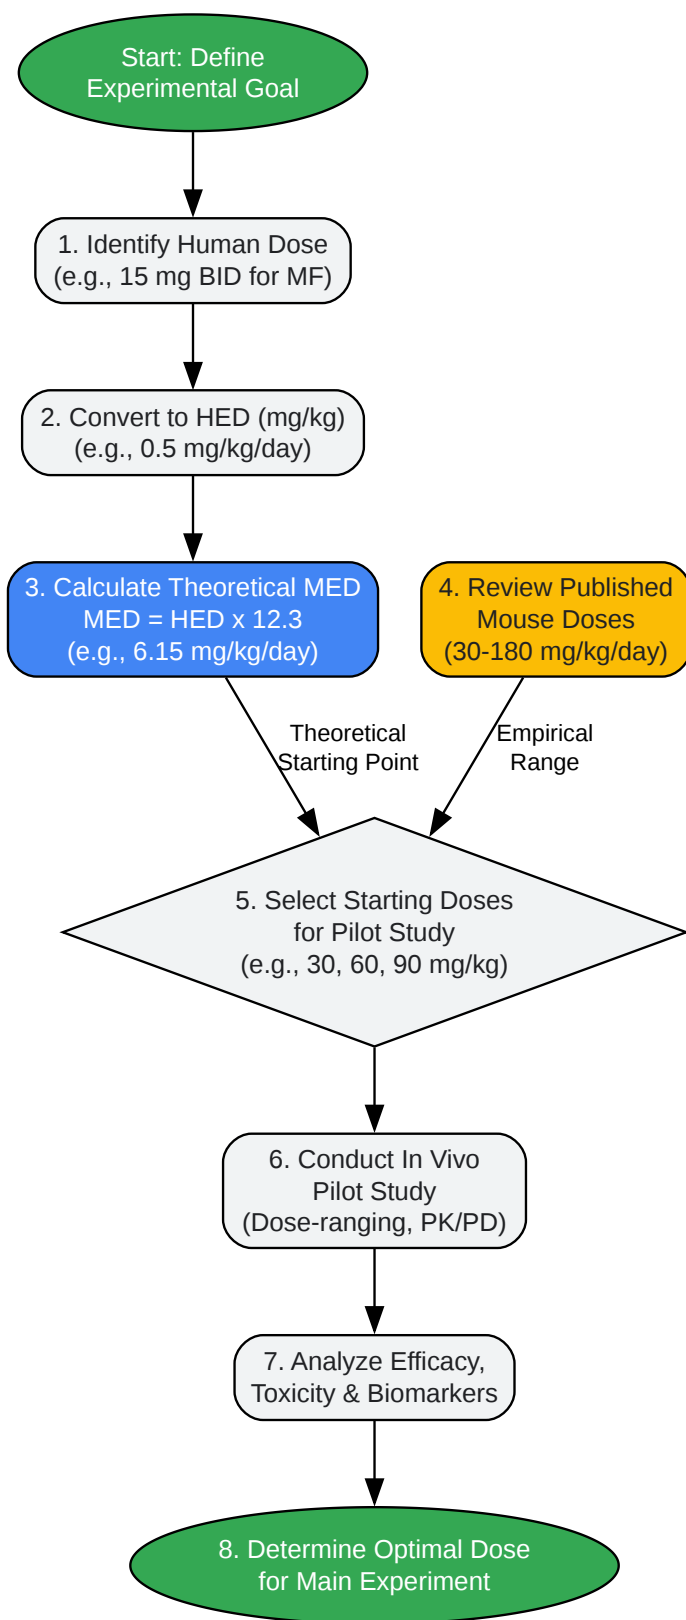 Start: Define
Experimental Goal
1. Identify Human Dose
(e.g., 15 mg BID for MF)
2. Convert to HED (mg/kg)
(e.g., 0.5 mg/kg/day)
3. Calculate Theoretical MED
MED = HED x 12.3
(e.g., 6.15 mg/kg/day)
4. Review Published
Mouse Doses
(30-180 mg/kg/day)
Theoretical
Starting Point
Empirical
Range
5. Select Starting Doses
for Pilot Study
(e.g., 30, 60, 90 mg/kg)
6. Conduct In Vivo
Pilot Study
(Dose-ranging, PK/PD)
7. Analyze Efficacy,
Toxicity & Biomarkers
8. Determine Optimal Dose
for Main Experiment